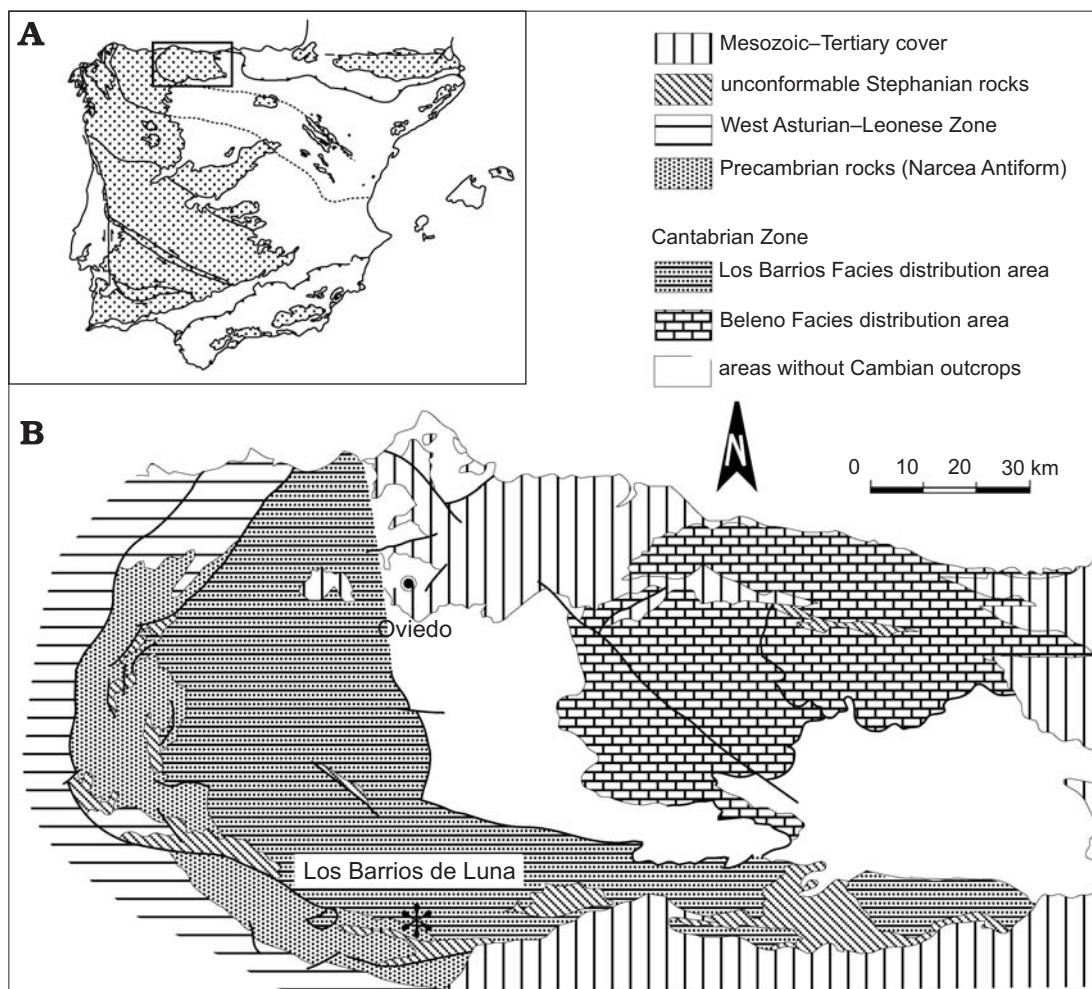 A
Mesozoic–Tertiary cover
unconformable Stephanian rocks
West Asturian–Leonese Zone
Precambrian rocks (Narcea Antiform)
Cantabrian Zone
Los Barrios Facies distribution area
Beleno Facies distribution area
areas without Cambian outcrops
B
N
0 10 20 30 km
Oviedo
Los Barrios de Luna